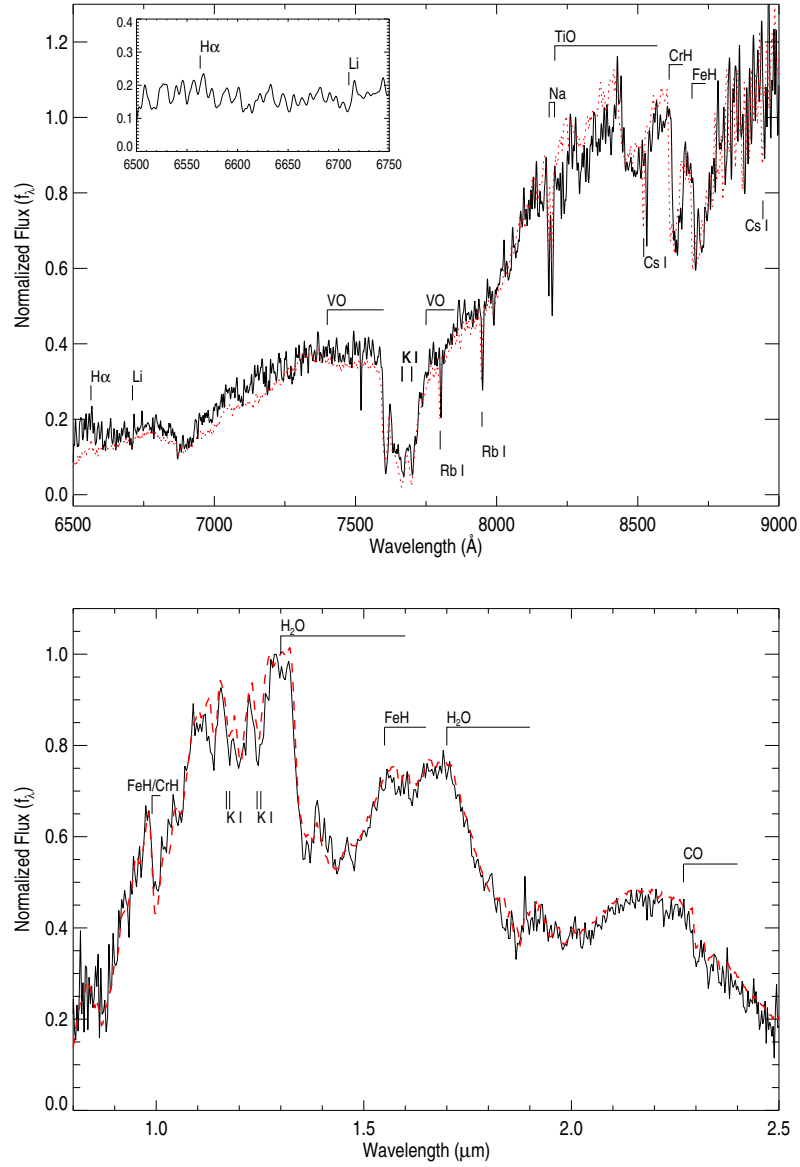 0.4
0.3
0.2
0.1
0.0
Hα
Li
6500 6550 6600 6650 6700 6750
1.2
1.0
0.8
0.6
0.4
0.2
0.0
Normalized Flux (fλ)
TiO
CrH
FeH
Na
Cs I
Cs I
VO
VO
K I
Hα
Li
Rb I
Rb I
6500 7000 7500 8000 8500 9000
Wavelength (Å)
1.0
0.8
0.6
0.4
0.2
0.0
Normalized Flux (fλ)
H₂O
FeH
H₂O
FeH/CrH
K I
K I
CO
1.0 1.5 2.0 2.5
Wavelength (μm)